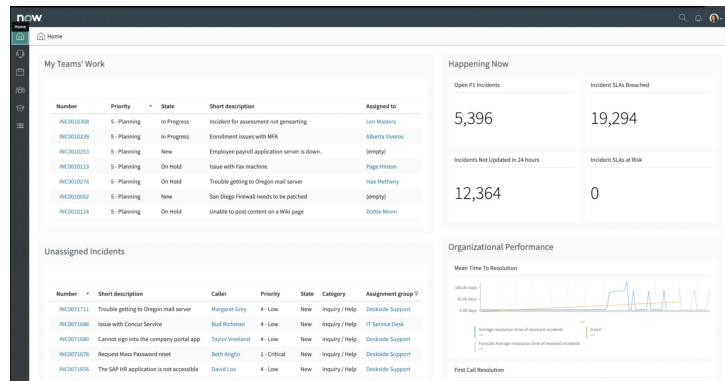 now
Home
Home
My Teams' Work
Number Priority State Short description Assigned to
INC0010308 5 - Planning In Progress Incident for assessment not genearting Len Masters
INC0010239 5 - Planning In Progress Enrollment issues with MFA Alberta Viveros
INC0010253 5 - Planning New Employee payroll application server is down. (empty)
INC0010113 5 - Planning On Hold Issue with Fax machine Page Hinton
INC0010274 5 - Planning On Hold Trouble getting to Oregon mail server Hae Metheny
INC0010052 5 - Planning New San Diego Firewall needs to be patched (empty)
INC0010124 5 - Planning On Hold Unable to post content on a Wiki page Dottie Monn
Unassigned Incidents
Number Short description Caller Priority State Category Assignment group
INC0071711 Trouble getting to Oregon mail server Margaret Grey 4 - Low New Inquiry / Help Deskside Support
INC0071686 Issue with Concur Service Bud Richman 4 - Low New Inquiry / Help IT Service Desk
INC0071680 Cannot sign into the company portal app Taylor Vreeland 4 - Low New Inquiry / Help Deskside Support
INC0071676 Request Mass Password reset Beth Anglin 1 - Critical New Inquiry / Help Deskside Support
INC0071656 The SAP HR application is not accessible David Loo 4 - Low New Inquiry / Help Deskside Support
Happening Now
Open P1 Incidents Incident SLAs Breached
5,396 19,294
Incidents Not Updated in 24 hours Incident SLAs at Risk
12,364 0
Organizational Performance
Mean Time To Resolution
100.00 days
50.00 days
0.00 days
Average resolution time of resolved incidents trend
Forecast Average resolution time of resolved incidents
First Call Resolution